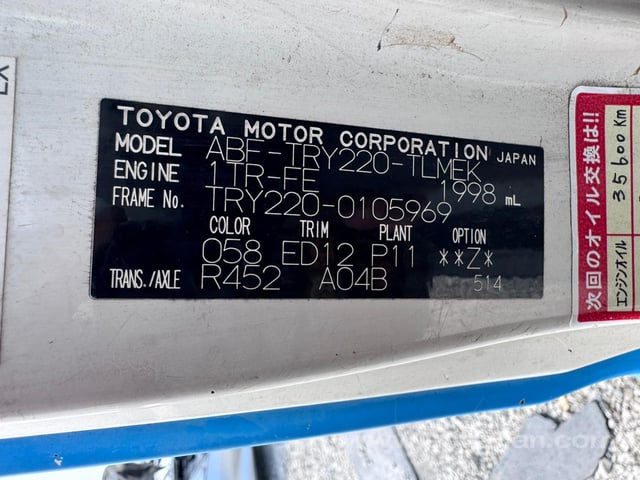 TOYOTA MOTOR CORPORATION JAPAN
MODEL ABF-TRY220-TLMEK
ENGINE 1TR-FE 1998 mL
FRAME No. TRY220-0105969
COLOR TRIM PLANT OPTION
058 ED12 P11 **Z*
TRANS./AXLE R452 A04B 514
次回のオイル交換は!!
エンジンオイル 35600Km